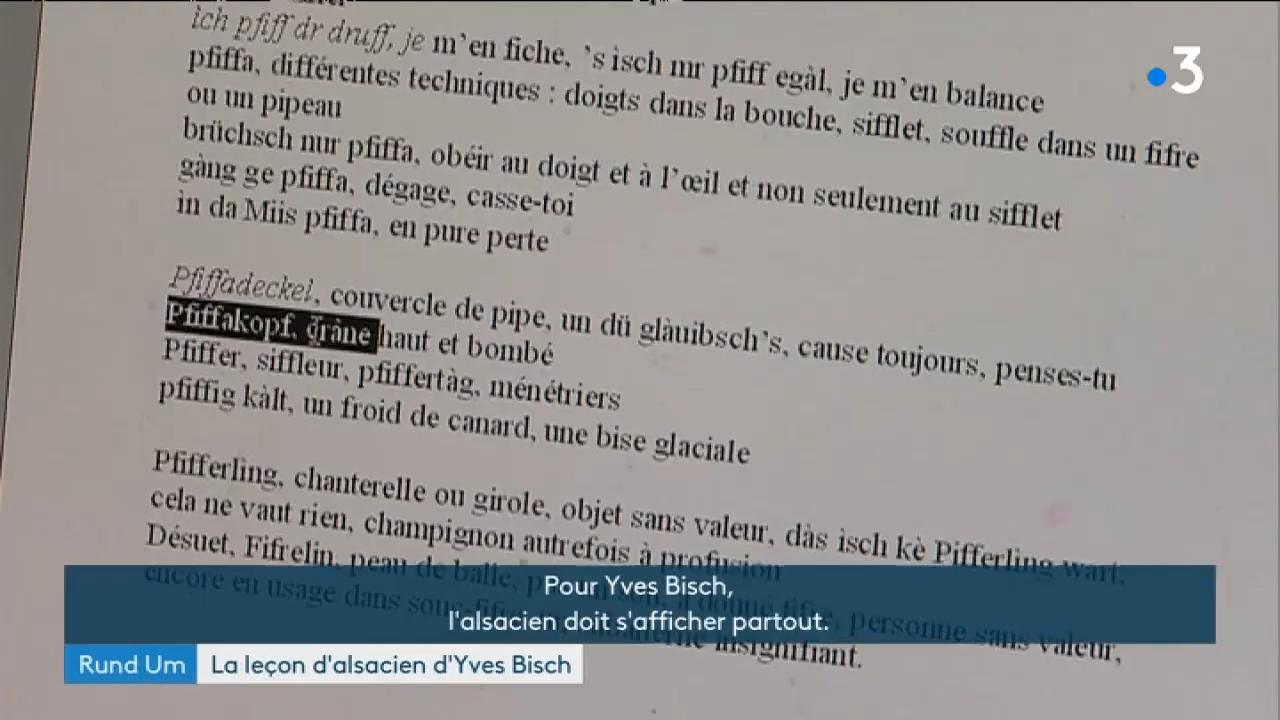 ich pfiff dr druff, je m'en fiche, 's isch mr pfiff egàl, je m'en balance
pfiffa, différentes techniques : doigts dans la bouche, sifflet, souffle dans un fifre
ou un pipeau
brüchsch nur pfiffa, obéir au doigt et à l'œil et non seulement au sifflet
gàng ge pfiffa, dégage, casse-toi
in da Miis pfiffa, en pure perte
Pfiffadeckel, couvercle de pipe, un dü glàuibsch's, cause toujours, penses-tu
Pfiffakopf, crâne haut et bombé
Pfiffer, siffleur, pfiffertàg, ménétriers
pfiffig kàlt, un froid de canard, une bise glaciale
Pfifferling, chanterelle ou girole, objet sans valeur, dàs isch kè Pifferling wart,
cela ne vaut rien, champignon autrefois à profusion
Désuet, Fifrelin, peau de balle, a donné fifre, personne sans valeur,
encore en usage dans insignifiant.
3
Pour Yves Bisch,
l'alsacien doit s'afficher partout.
Rund Um La leçon d'alsacien d'Yves Bisch